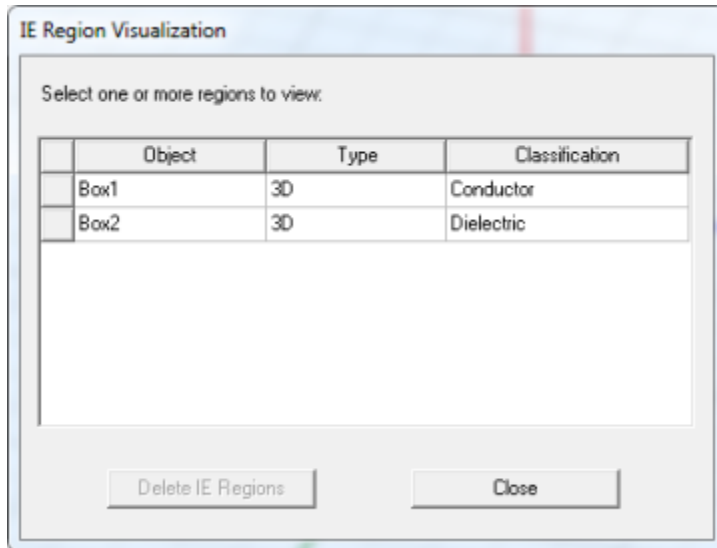 IE Region Visualization
Select one or more regions to view:
Object Type Classification
Box1 3D Conductor
Box2 3D Dielectric
Delete IE Regions Close